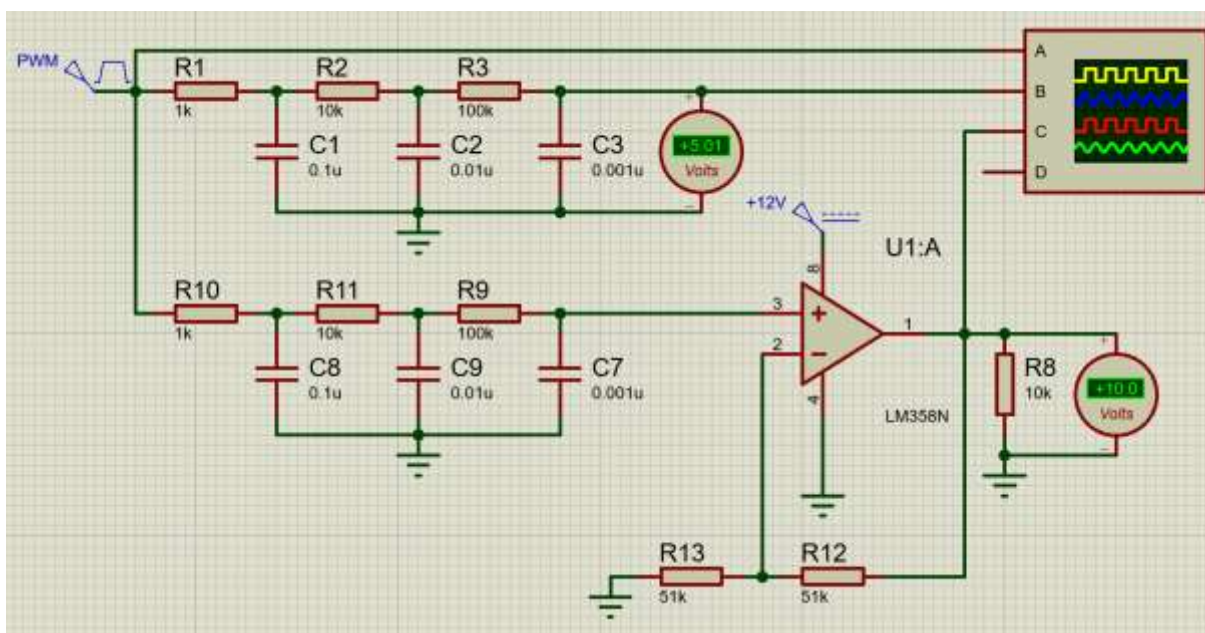 PWM
R1
1k
R2
10k
R3
100k
C1
0.1u
C2
0.01u
C3
0.001u
+5.01
Volts
A
B
C
D
+12V
U1:A
R10
1k
R11
10k
R9
100k
C8
0.1u
C9
0.01u
C7
0.001u
3
2
8
4
1
LM358N
R8
10k
+10.0
Volts
R13
51k
R12
51k